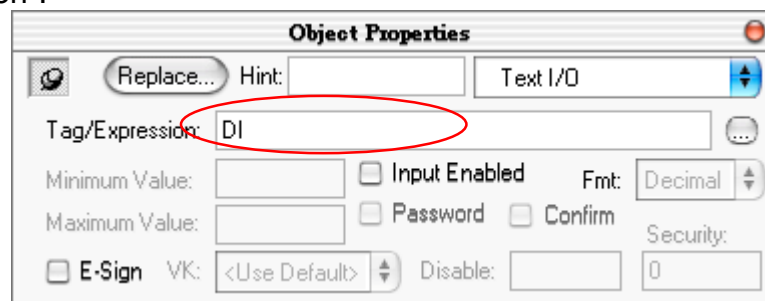 Object Properties
Replace... Hint: Text I/O
Tag/Expression: DI ...
Minimum Value: Input Enabled Fmt: Decimal
Maximum Value: Password Confirm Security:
E-Sign VK: <Use Default> Disable: 0